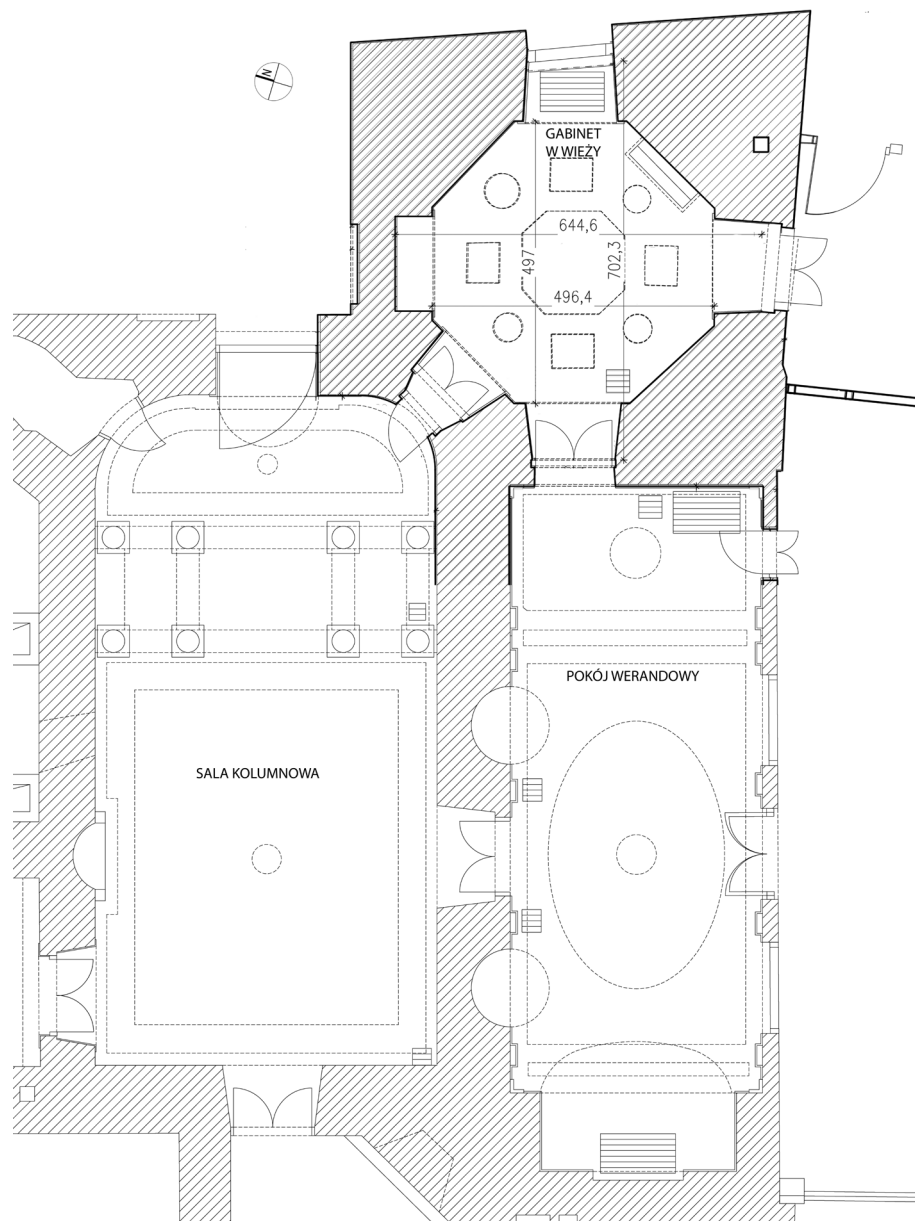 N
GABINET
W WIEŻY
644,6
497
702,3
496,4
POKÓJ WERANDOWY
SALA KOLUMNOWA